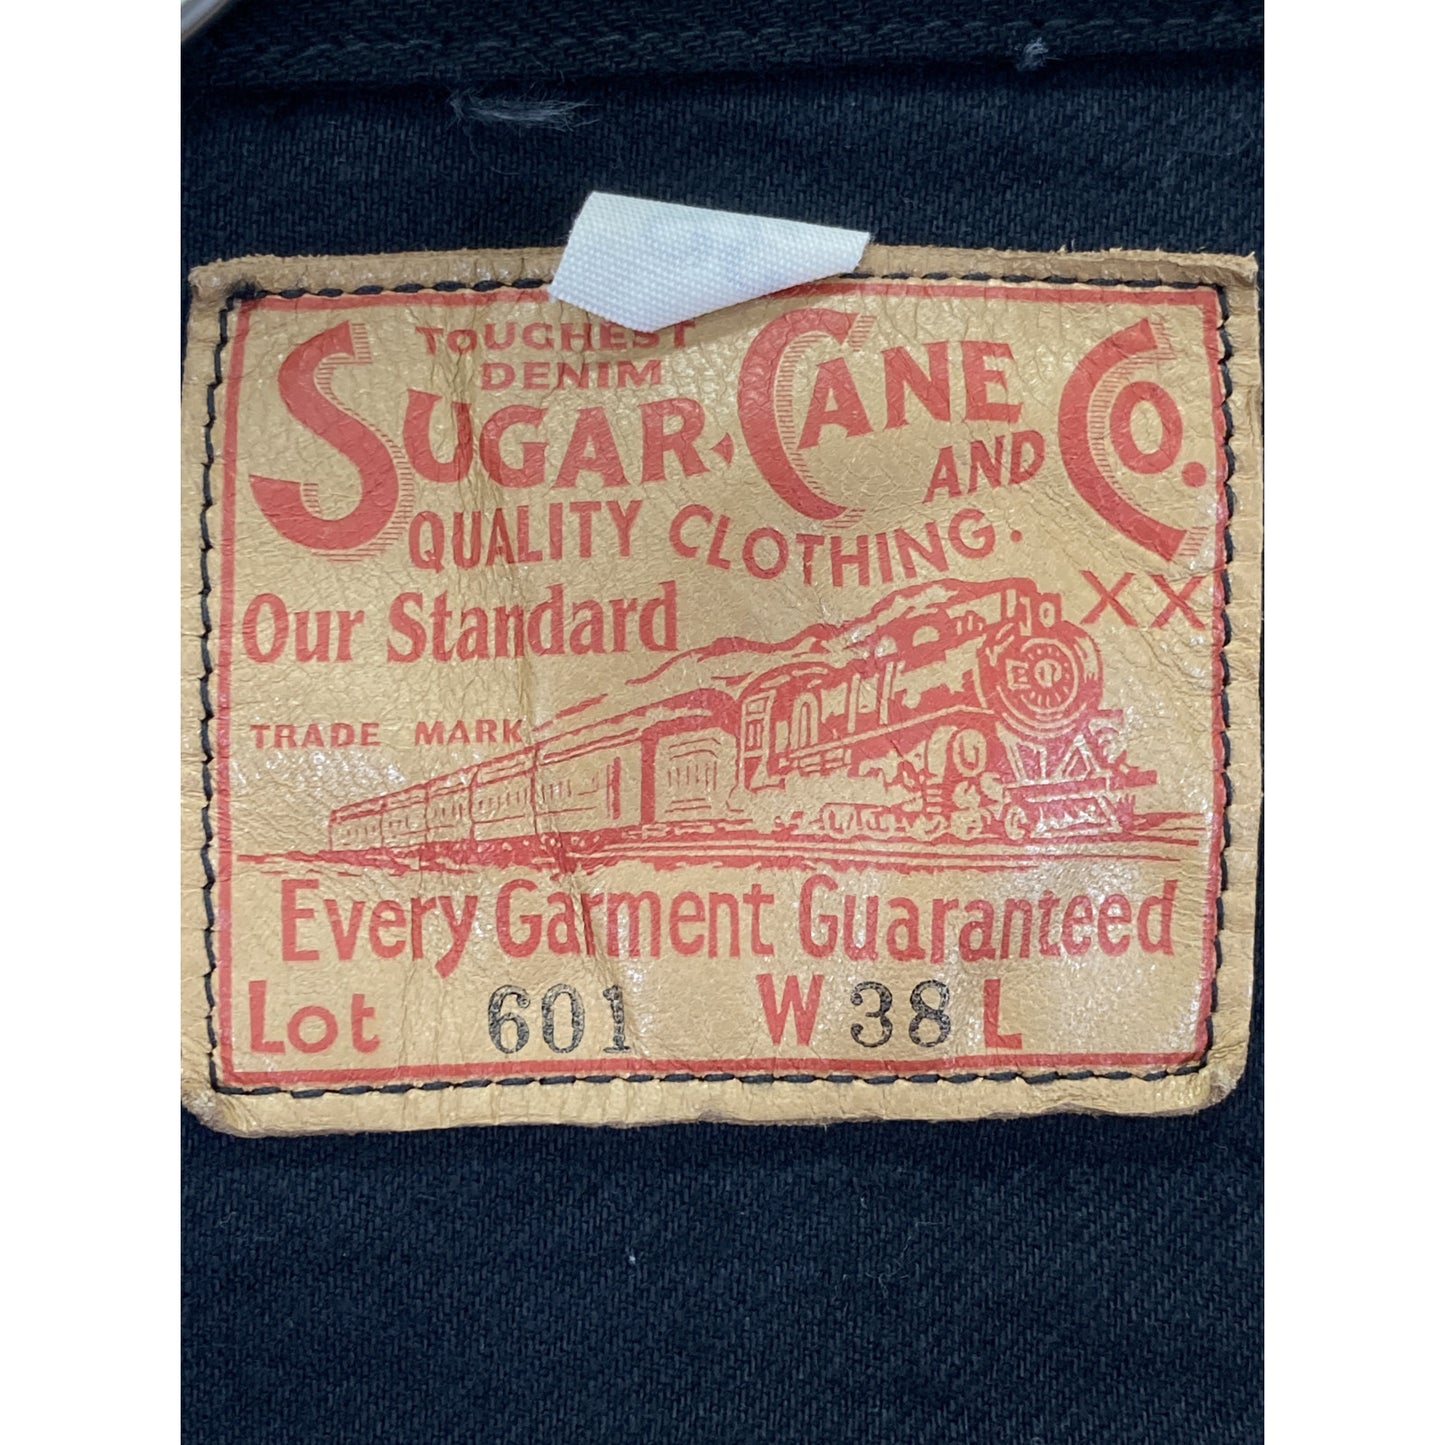 TOUGHEST
DENIM
SUGAR CANE AND CO.
QUALITY CLOTHING.
XX
Our Standard
TRADE MARK
Every Garment Guaranteed
Lot 601 W 38 L